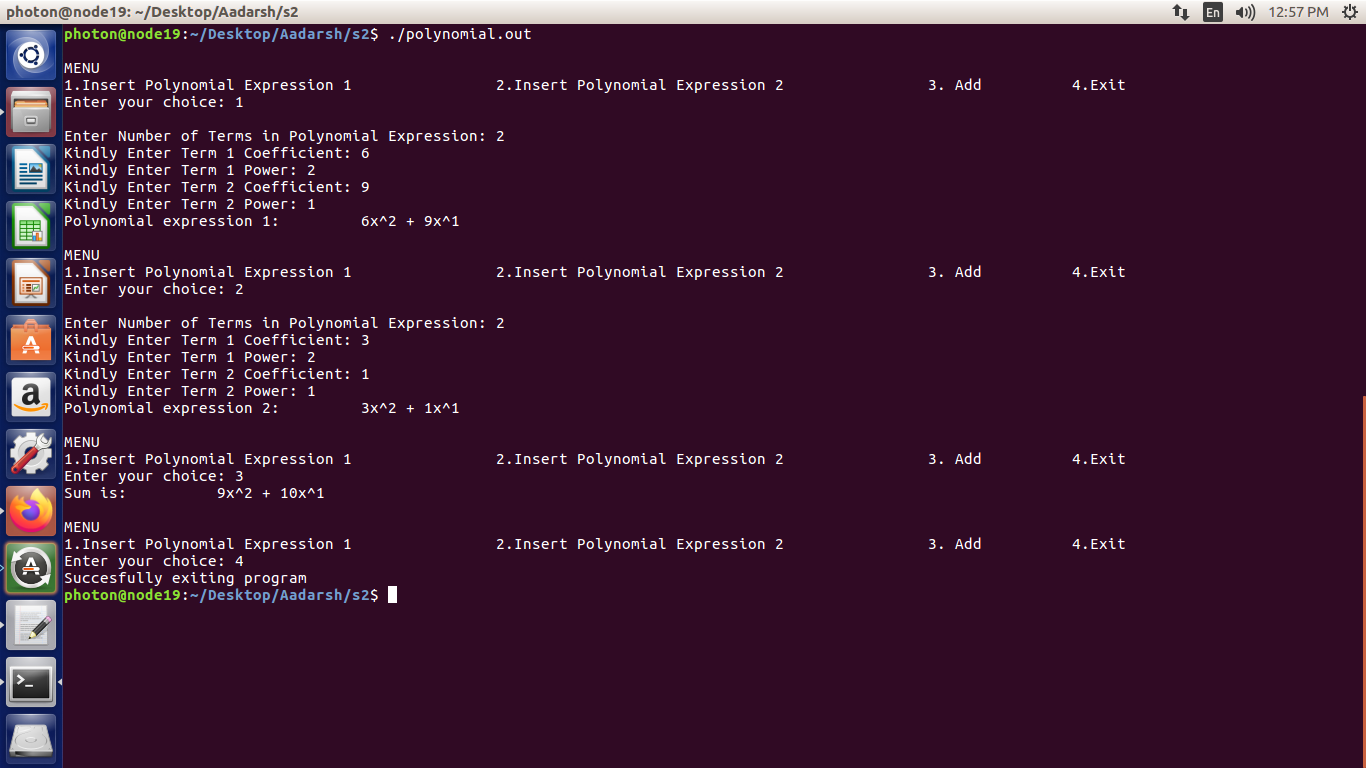 photon@node19: ~/Desktop/Aadarsh/s2 En 12:57 PM
photon@node19:~/Desktop/Aadarsh/s2$ ./polynomial.out
MENU
1.Insert Polynomial Expression 1 2.Insert Polynomial Expression 2 3. Add 4.Exit
Enter your choice: 1
Enter Number of Terms in Polynomial Expression: 2
Kindly Enter Term 1 Coefficient: 6
Kindly Enter Term 1 Power: 2
Kindly Enter Term 2 Coefficient: 9
Kindly Enter Term 2 Power: 1
Polynomial expression 1: 6x^2 + 9x^1
MENU
1.Insert Polynomial Expression 1 2.Insert Polynomial Expression 2 3. Add 4.Exit
Enter your choice: 2
Enter Number of Terms in Polynomial Expression: 2
Kindly Enter Term 1 Coefficient: 3
Kindly Enter Term 1 Power: 2
Kindly Enter Term 2 Coefficient: 1
Kindly Enter Term 2 Power: 1
Polynomial expression 2: 3x^2 + 1x^1
MENU
1.Insert Polynomial Expression 1 2.Insert Polynomial Expression 2 3. Add 4.Exit
Enter your choice: 3
Sum is: 9x^2 + 10x^1
MENU
1.Insert Polynomial Expression 1 2.Insert Polynomial Expression 2 3. Add 4.Exit
Enter your choice: 4
Succesfully exiting program
photon@node19:~/Desktop/Aadarsh/s2$